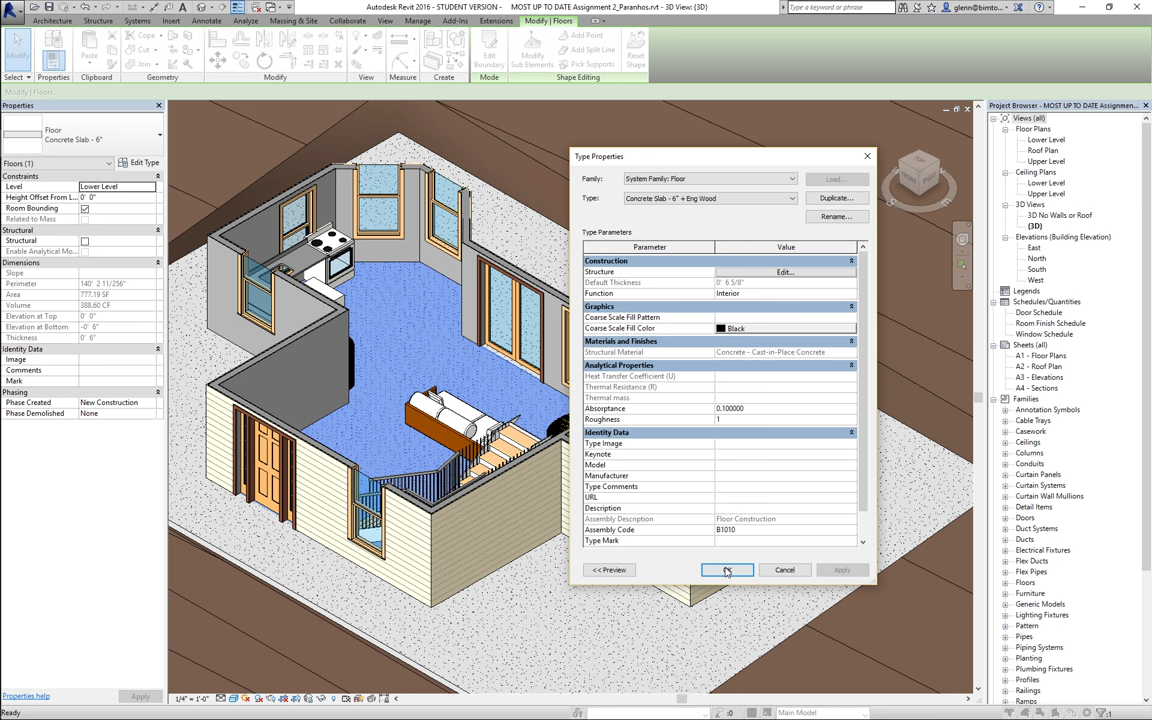 Autodesk Revit 2016 - STUDENT VERSION - MOST UP TO DATE Assignment 2_Paranhos.rvt - 3D View: {3D}
Type a keyword or phrase
glenn@bimto...
Architecture Structure Systems Insert Annotate Analyze Massing & Site Collaborate View Manage Add-Ins Extensions Modify | Floors
Modify
Paste
Cope
Cut
Join
Edit
Boundary
Modify
Sub Elements
Add Point
Add Split Line
Pick Supports
Reset
Shape
Select Properties Clipboard Geometry Modify View Measure Create Mode Shape Editing
Modify | Floors
Properties
Floor
Concrete Slab - 6"
Floors (1)
Edit Type
Constraints
Level Lower Level
Height Offset From L... 0' 0"
Room Bounding
Related to Mass
Structural
Structural
Enable Analytical Mo...
Dimensions
Slope
Perimeter 140' 2 11/256"
Area 777.19 SF
Volume 388.60 CF
Elevation at Top 0' 0"
Elevation at Bottom -0' 6"
Thickness 0' 6"
Identity Data
Image
Comments
Mark
Phasing
Phase Created New Construction
Phase Demolished None
Properties help
Apply
TOP
Type Properties
Family: System Family: Floor
Load...
Type: Concrete Slab - 6" + Eng Wood
Duplicate...
Rename...
Type Parameters
Parameter Value
Construction
Structure Edit...
Default Thickness 0' 6 5/8"
Function Interior
Graphics
Coarse Scale Fill Pattern
Coarse Scale Fill Color Black
Materials and Finishes
Structural Material Concrete - Cast-in-Place Concrete
Analytical Properties
Heat Transfer Coefficient (U)
Thermal Resistance (R)
Thermal mass
Absorptance 0.100000
Roughness 1
Identity Data
Type Image
Keynote
Model
Manufacturer
Type Comments
URL
Description
Assembly Description Floor Construction
Assembly Code B1010
Type Mark
<< Preview
OK
Cancel
Apply
Project Browser - MOST UP TO DATE Assignmen...
Views (all)
Floor Plans
Lower Level
Roof Plan
Upper Level
Ceiling Plans
Lower Level
Upper Level
3D Views
3D No Walls or Roof
{3D}
Elevations (Building Elevation)
East
North
South
West
Legends
Schedules/Quantities
Door Schedule
Room Finish Schedule
Window Schedule
Sheets (all)
A1 - Floor Plans
A2 - Roof Plan
A3 - Elevations
A4 - Sections
Families
Annotation Symbols
Cable Trays
Casework
Ceilings
Columns
Conduits
Curtain Panels
Curtain Systems
Curtain Wall Mullions
Detail Items
Doors
Duct Systems
Ducts
Electrical Fixtures
Flex Ducts
Flex Pipes
Floors
Furniture
Generic Models
Lighting Fixtures
Pattern
Pipes
Piping Systems
Planting
Plumbing Fixtures
Profiles
Railings
Ramps
1/4" = 1'-0"
Ready
:0
Main Model
:1